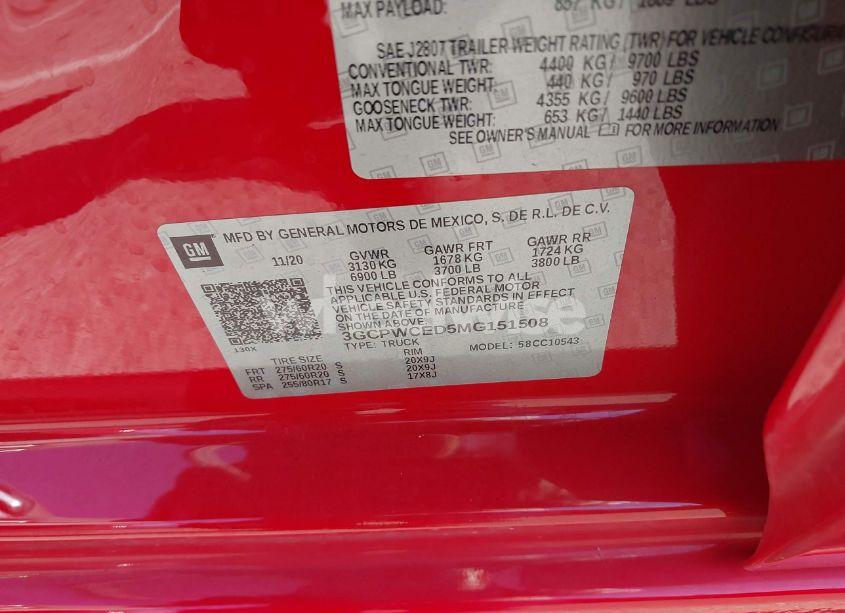 MAX PAYLOAD: 857 KG / 1889 LBS
SAE J2807 TRAILER WEIGHT RATING (TWR) FOR VEHICLE
CONVENTIONAL TWR: 4400 KG / 9700 LBS
MAX TONGUE WEIGHT: 440 KG / 970 LBS
GOOSENECK TWR: 4355 KG / 9600 LBS
MAX TONGUE WEIGHT: 653 KG / 1440 LBS
SEE OWNER'S MANUAL FOR MORE INFORMATION
GM MFD BY GENERAL MOTORS DE MEXICO, S. DE R.L. DE C.V.
11/20 GVWR GAWR FRT GAWR RR
3130 KG 1678 KG 1724 KG
6900 LB 3700 LB 3800 LB
THIS VEHICLE CONFORMS TO ALL
APPLICABLE U.S. FEDERAL MOTOR
VEHICLE SAFETY STANDARDS IN EFFECT
ON THE DATE OF MANUFACTURE
SHOWN ABOVE.
3GCPWCED5MG151508
130X TYPE: TRUCK MODEL: 58CC10543
TIRE SIZE RIM
FRT 275/60R20 S 20X9J
RR 275/60R20 S 20X9J
SPA 255/80R17 S 17X8J